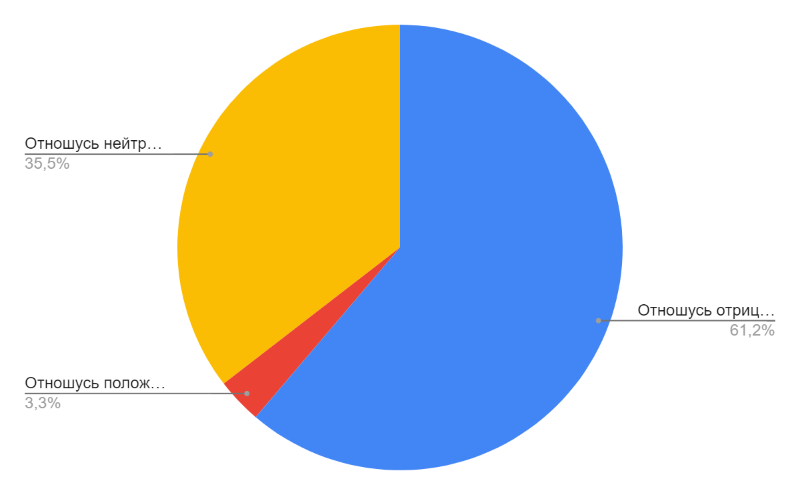 Отношусь нейтр…
35,5%
Отношусь отриц…
61,2%
Отношусь полож…
3,3%